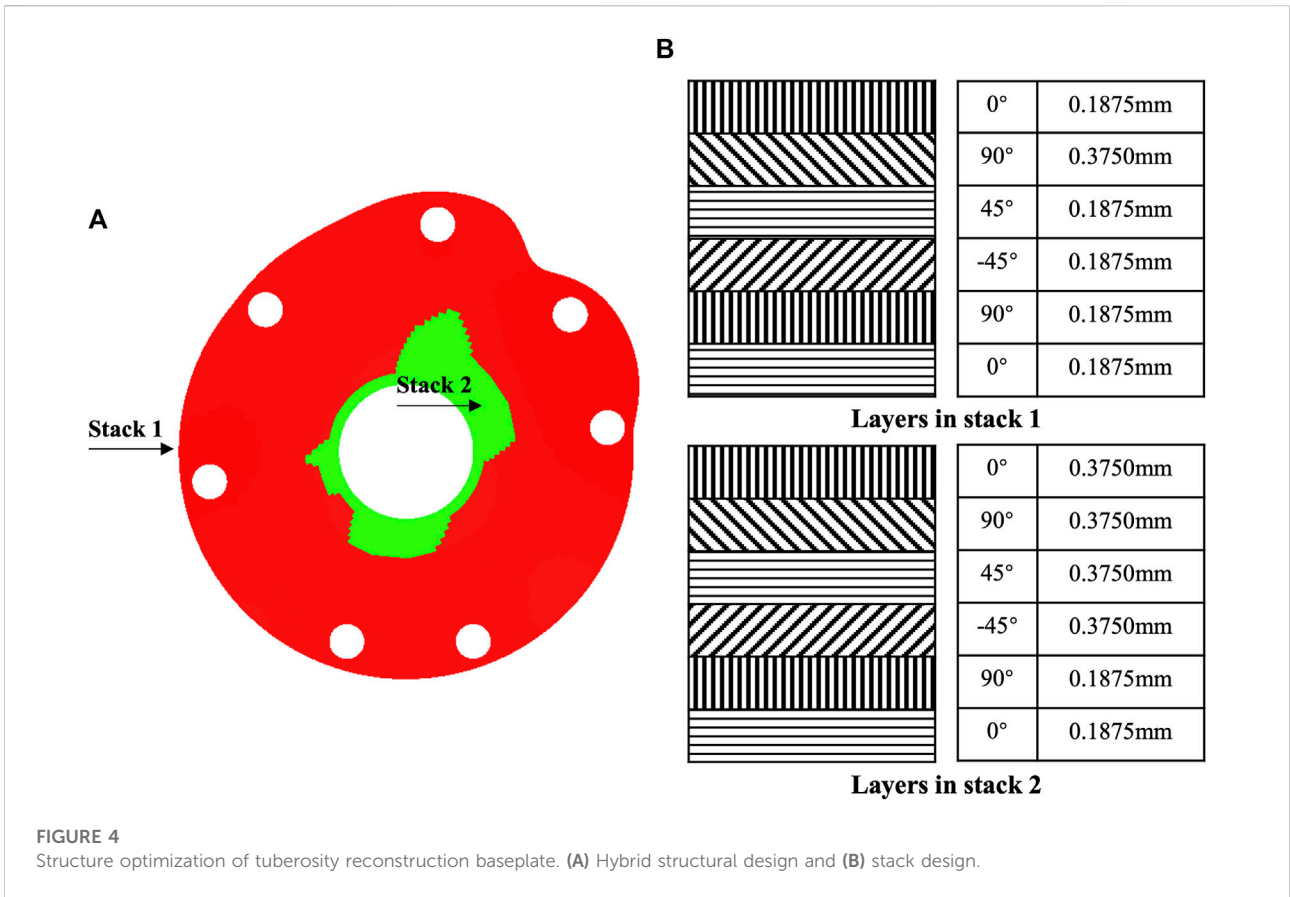 A
Stack 1
Stack 2
B
0° 0.1875mm
90° 0.3750mm
45° 0.1875mm
-45° 0.1875mm
90° 0.1875mm
0° 0.1875mm
Layers in stack 1
0° 0.3750mm
90° 0.3750mm
45° 0.3750mm
-45° 0.3750mm
90° 0.1875mm
0° 0.1875mm
Layers in stack 2
FIGURE 4
Structure optimization of tuberosity reconstruction baseplate. (A) Hybrid structural design and (B) stack design.